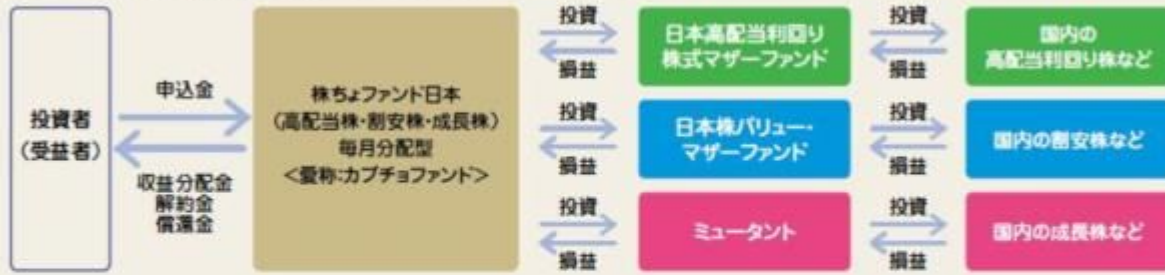 投資者
（受益者）
申込金
収益分配金
解約金
償還金
株ちょファンド日本
（高配当株・割安株・成長株）
毎月分配型
＜愛称：カブチョファンド＞
投資
損益
日本高配当利回り
株式マザーファンド
投資
損益
国内の
高配当利回り株など
投資
損益
日本株バリュー・
マザーファンド
投資
損益
国内の割安株など
投資
損益
ミュータント
投資
損益
国内の成長株など